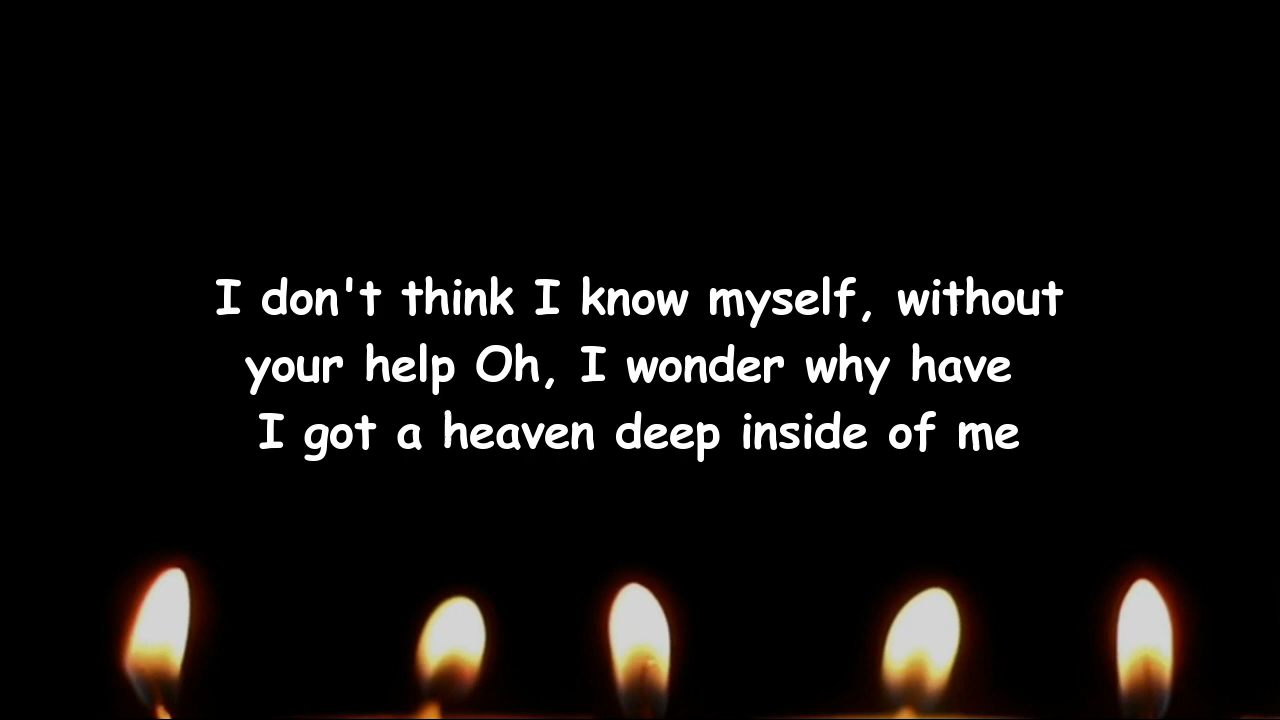 I don't think I know myself, without
your help Oh, I wonder why have
I got a heaven deep inside of me